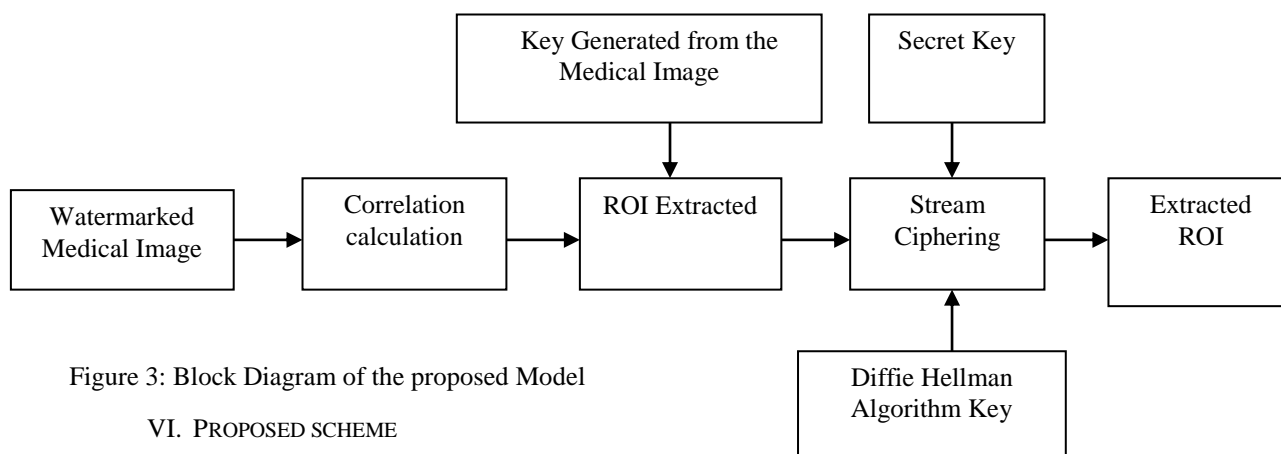 Key Generated from the
Medical Image
Secret Key
Watermarked
Medical Image
Correlation
calculation
ROI Extracted
Stream
Ciphering
Extracted
ROI
Diffie Hellman
Algorithm Key
Figure 3: Block Diagram of the proposed Model
VI. PROPOSED SCHEME